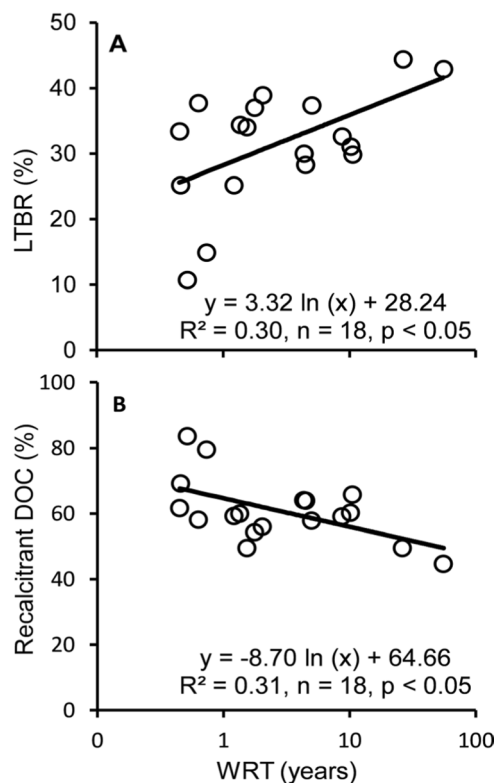 50
A
40
30
LTBR (%)
20
10
y = 3.32 ln (x) + 28.24
R² = 0.30, n = 18, p < 0.05
0
100
B
80
60
Recalcitrant DOC (%)
40
20
y = -8.70 ln (x) + 64.66
R² = 0.31, n = 18, p < 0.05
0
0 1 10 100
WRT (years)